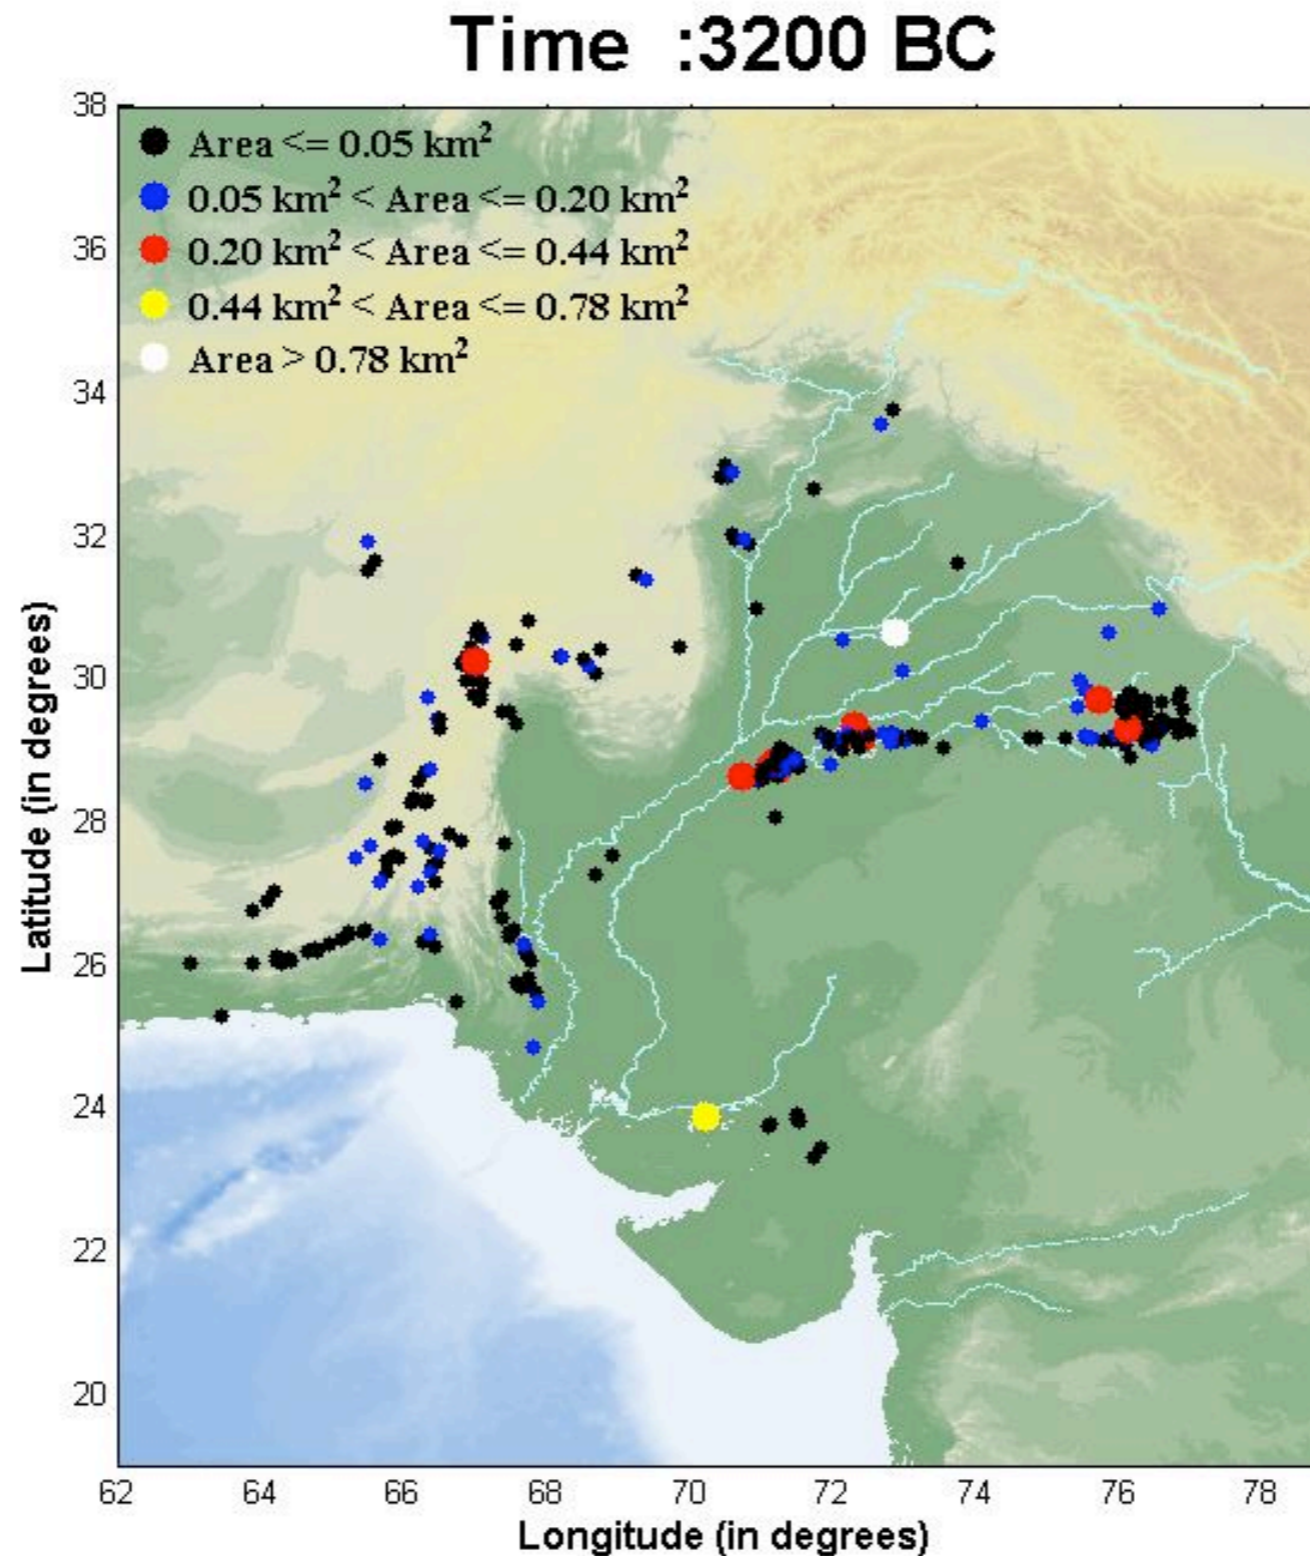 Time :3200 BC
Area <= 0.05 km²
0.05 km² < Area <= 0.20 km²
0.20 km² < Area <= 0.44 km²
0.44 km² < Area <= 0.78 km²
Area > 0.78 km²
38
36
34
32
30
28
26
24
22
20
Latitude (in degrees)
62 64 66 68 70 72 74 76 78
Longitude (in degrees)